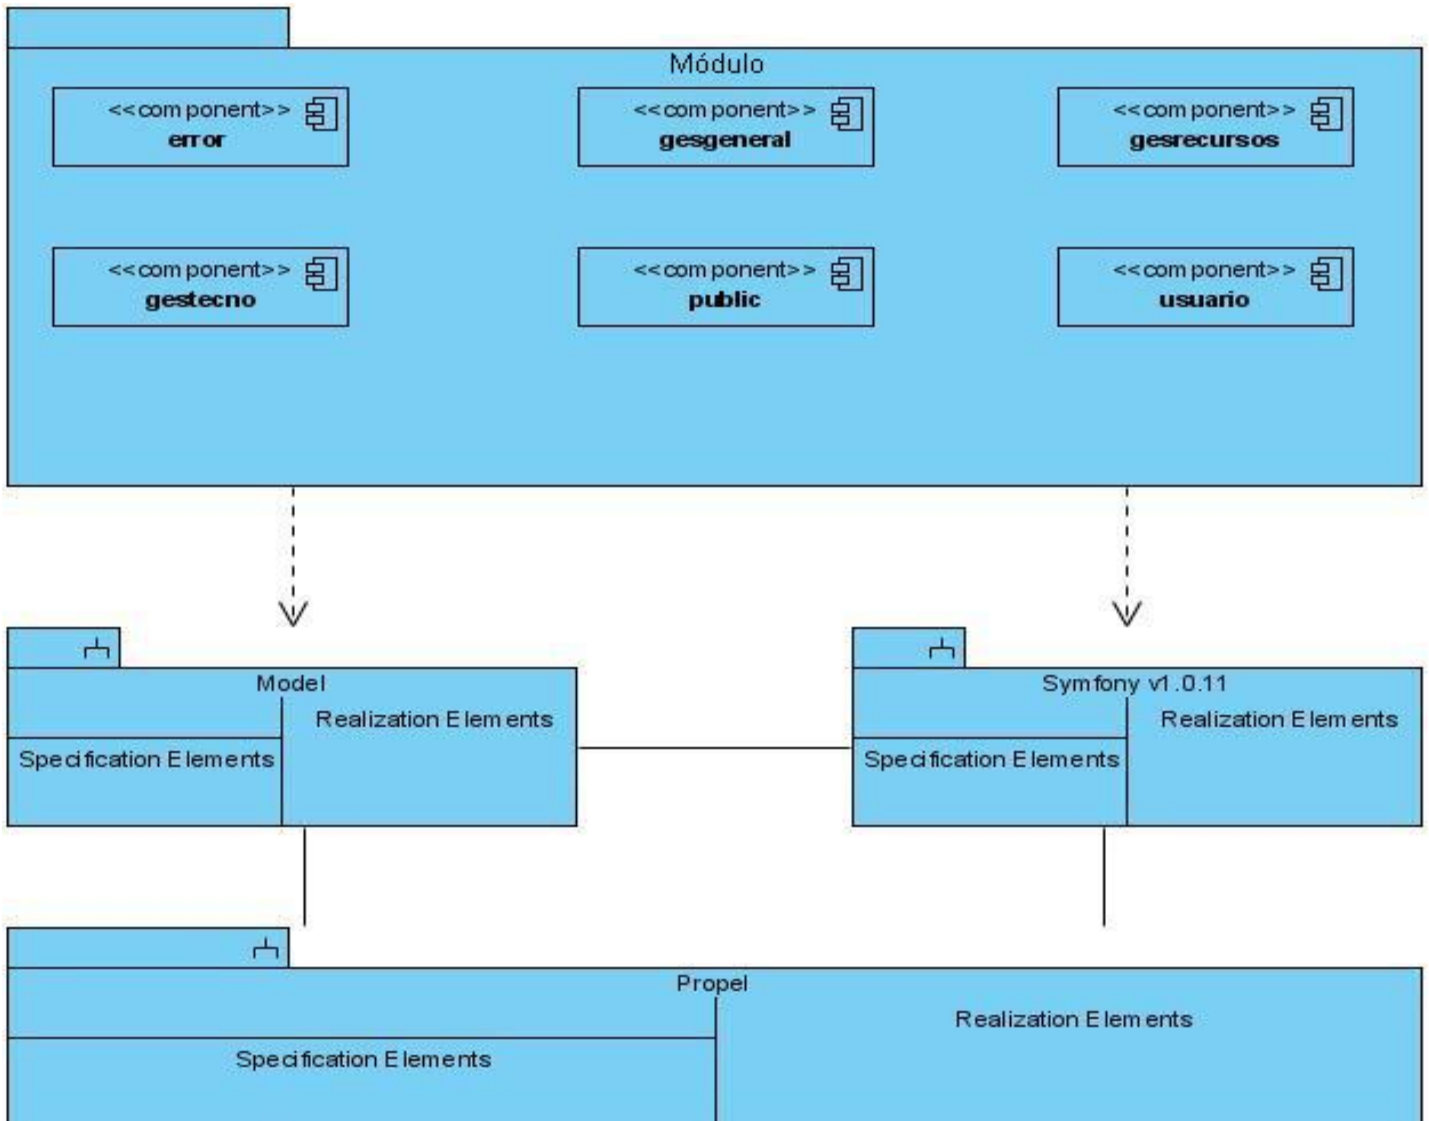 Módulo
<<component>>
error
<<component>>
gesgeneral
<<component>>
gesrecursos
<<component>>
gestecno
<<component>>
public
<<component>>
usuario
Model
Realization Elements
Specification Elements
Symfony v1.0.11
Realization Elements
Specification Elements
Propel
Realization Elements
Specification Elements